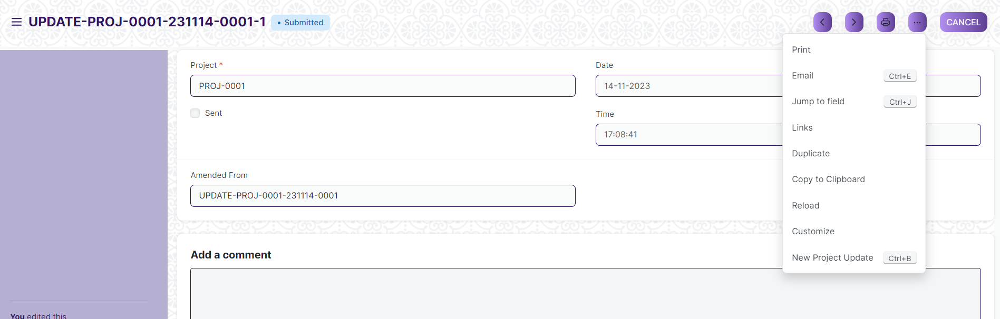 UPDATE-PROJ-0001-231114-0001-1
• Submitted
...
CANCEL
Project *
PROJ-0001
Sent
Date
14-11-2023
Time
17:08:41
Amended From
UPDATE-PROJ-0001-231114-0001
Print
Email Ctrl+E
Jump to field Ctrl+J
Links
Duplicate
Copy to Clipboard
Reload
Customize
New Project Update Ctrl+B
Add a comment
You edited this